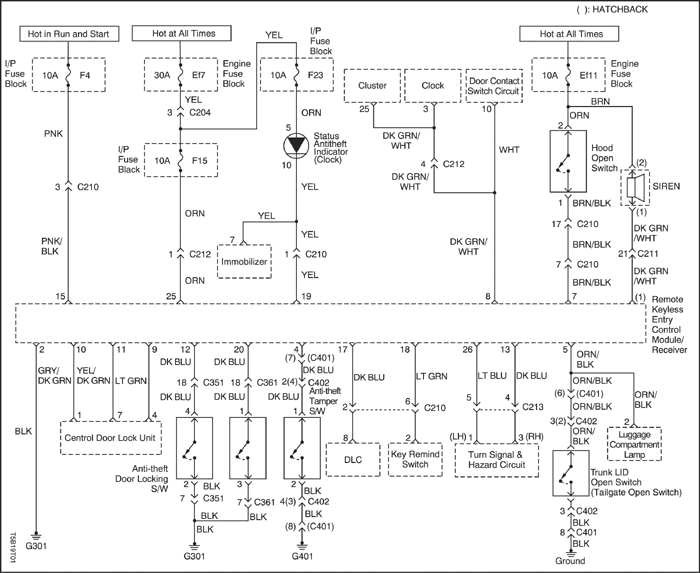 ( ): HATCHBACK
Hot in Run and Start
Hot at All Times
I/P
Fuse
Block
Hot at All Times
I/P
Fuse
Block
10A F4
30A Ef7
Engine
Fuse
Block
YEL
10A F23
Cluster
Clock
Door Contact
Switch Circuit
10A Ef11
Engine
Fuse
Block
YEL
3 C204
ORN
25
3
10
BRN
ORN
PNK
I/P
Fuse
Black
10A F15
5
Status
Antitheft
Indicator
(Clock)
10
DK GRN/
WHT
4 C212
DK GRN/
WHT
WHT
2
Hood
Open
Switch
(2)
SIREN
3 C210
ORN
YEL
YEL
1
BRN/BLK
(1)
DK GRN
/WHT
17 C210
PNK/
BLK
1 C212
7
Immobilizer
YEL
1 C210
DK GRN/
WHT
BRN/BLK
21 C211
7 C210
DK GRN
/WHT
ORN
YEL
BRN/BLK
15
25
19
8
7
(1)
Remote
Keyless
Entry
Control
Module/
Receiver
2
10
11
9
12
20
4
17
18
26
13
5
GRY/
DK GRN
YEL/
DK GRN
LT GRN
DK BLU
DK BLU
(7) (C401)
DK BLU
DK BLU
LT GRN
LT BLU
DK BLU
ORN/
BLK
18 C351
18 C361
2(4) C402
ORN/BLK
(6) (C401)
ORN/
BLK
DK BLU
DK BLU
DK BLU
Anti-theft
Tamper
S/W
2
6 C210
5
4 C213
ORN/BLK
3(2) C402
1
7
4
4
1
1
8
2
1
3
(LH)
(RH)
ORN/
BLK
2
BLK
Central Door Lock Unit
DLC
Key Remind
Switch
Turn Signal &
Hazard Circuit
Luggage
Compartment
Lamp
5
Anti-theft
Door Locking
S/W
2
BLK
7 C351
3
7 C361
2
BLK
4(3) C402
Trunk LID
Open Switch
(Tailgate Open Switch)
BLK
BLK
BLK
(8) (C401)
BLK
3 C402
BLK
8 C401
BLK
G301
G301
G401
Ground
T5B19T01